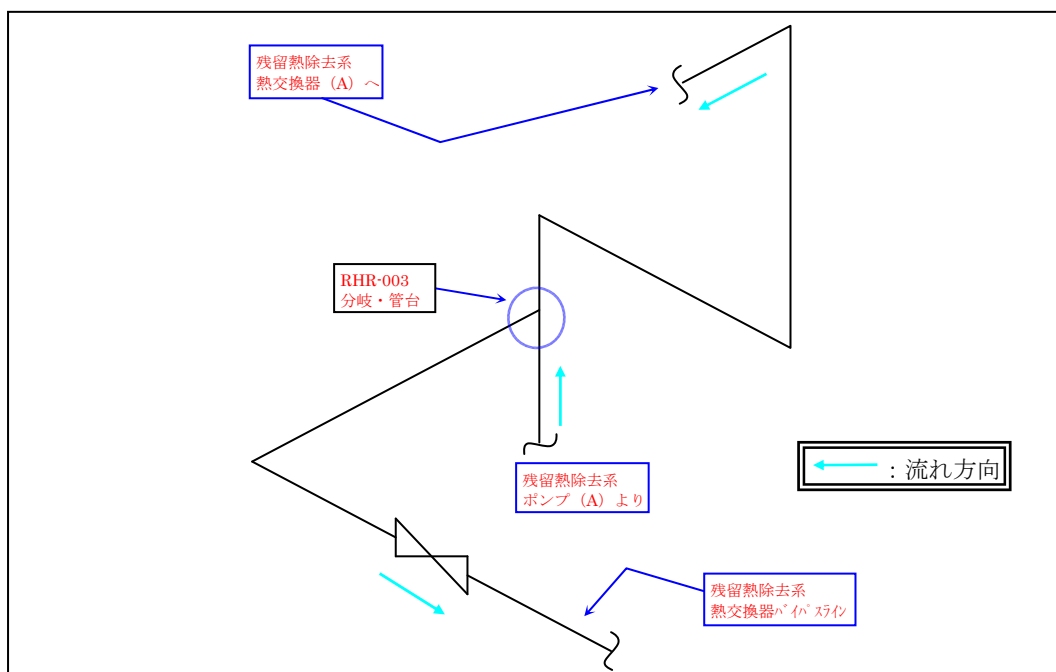 残留熱除去系
熱交換器（A）へ
RHR-003
分岐・管台
：流れ方向
残留熱除去系
ポンプ（A）より
残留熱除去系
熱交換器ﾊﾞｲﾊﾟｽﾗｲﾝ